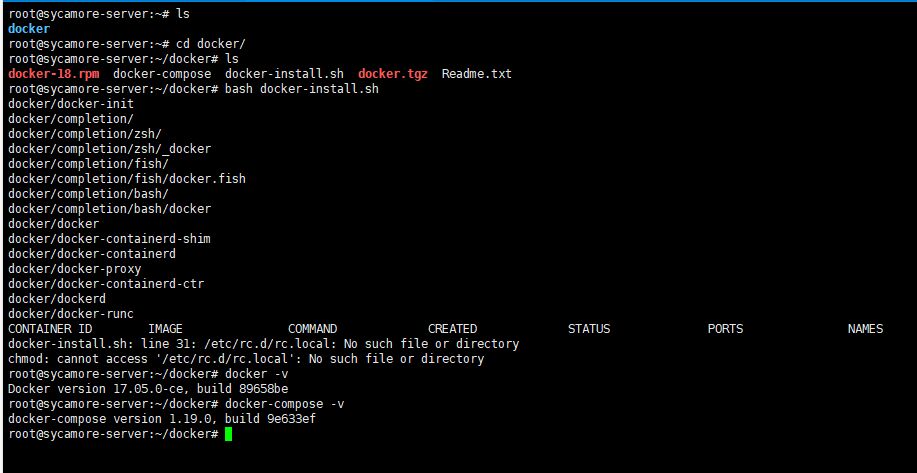 root@sycamore-server:~# ls
docker
root@sycamore-server:~# cd docker/
root@sycamore-server:~/docker# ls
docker-18.rpm  docker-compose  docker-install.sh  docker.tgz  Readme.txt
root@sycamore-server:~/docker# bash docker-install.sh
docker/docker-init
docker/completion/
docker/completion/zsh/
docker/completion/zsh/_docker
docker/completion/fish/
docker/completion/fish/docker.fish
docker/completion/bash/
docker/completion/bash/docker
docker/docker
docker/docker-containerd-shim
docker/docker-containerd
docker/docker-proxy
docker/docker-containerd-ctr
docker/dockerd
docker/docker-runc
CONTAINER ID        IMAGE               COMMAND             CREATED             STATUS              PORTS               NAMES
docker-install.sh: line 31: /etc/rc.d/rc.local: No such file or directory
chmod: cannot access '/etc/rc.d/rc.local': No such file or directory
root@sycamore-server:~/docker# docker -v
Docker version 17.05.0-ce, build 89658be
root@sycamore-server:~/docker# docker-compose -v
docker-compose version 1.19.0, build 9e633ef
root@sycamore-server:~/docker#